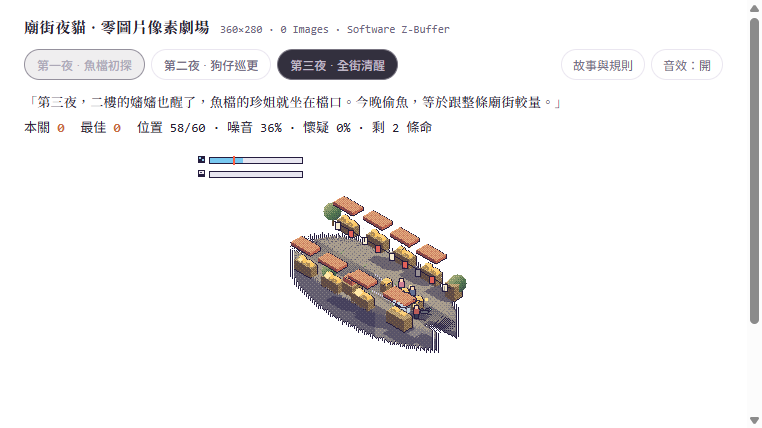 廟街夜貓·零圖片像素劇場 360×280 · 0 Images · Software Z-Buffer
第一夜 · 魚檔初探 第二夜 · 狗仔巡更 第三夜 · 全街清醒 故事與規則 音效：開
「第三夜，二樓的嬸嬸也醒了，魚檔的珍姐就坐在檔口。今晚偷魚，等於跟整條廟街較量。」
本關 0 最佳 0 位置 58/60 · 噪音 36% · 懷疑 0% · 剩 2 條命